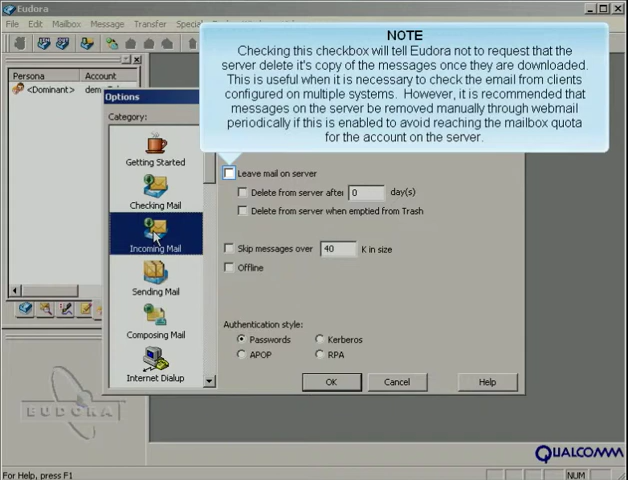 Eudora
File Edit Mailbox Message Transfer Special
NOTE
Checking this checkbox will tell Eudora not to request that the
server delete it's copy of the messages once they are downloaded.
This is useful when it is necessary to check the email from clients
configured on multiple systems. However, it is recommended that
messages on the server be removed manually through webmail
periodically if this is enabled to avoid reaching the mailbox quota
for the account on the server.
Persona Account
<Dominant>
Options
Category:
Getting Started
Checking Mail
Incoming Mail
Sending Mail
Composing Mail
Internet Dialup
Leave mail on server
Delete from server after 0 day(s)
Delete from server when emptied from Trash
Skip messages over 40 K in size
Offline
Authentication style:
Passwords Kerberos
APOP RPA
OK Cancel Help
EUDORA
QUALCOMM
For Help, press F1
NUM